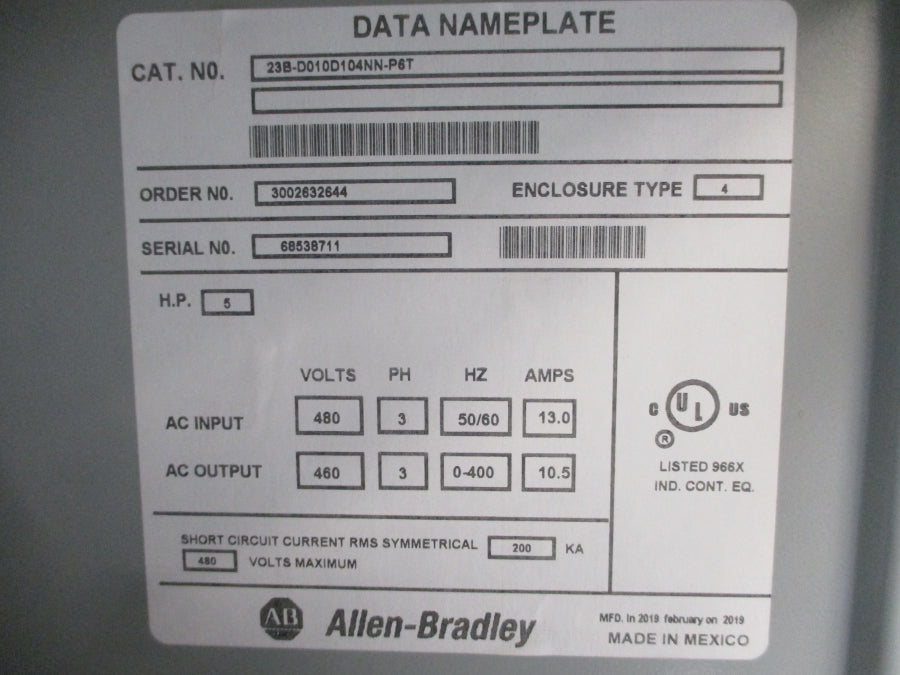 DATA NAMEPLATE
CAT. NO. 23B-D010D104NN-P6T
ORDER NO. 3002632644 ENCLOSURE TYPE 4
SERIAL NO. 68538711
H.P. 5
VOLTS PH HZ AMPS
AC INPUT 480 3 50/60 13.0
AC OUTPUT 460 3 0-400 10.5
C UL US
®
LISTED 966X
IND. CONT. EQ.
SHORT CIRCUIT CURRENT RMS SYMMETRICAL 200 KA
480 VOLTS MAXIMUM
AB Allen-Bradley
MFD. in 2019 february on 2019
MADE IN MEXICO